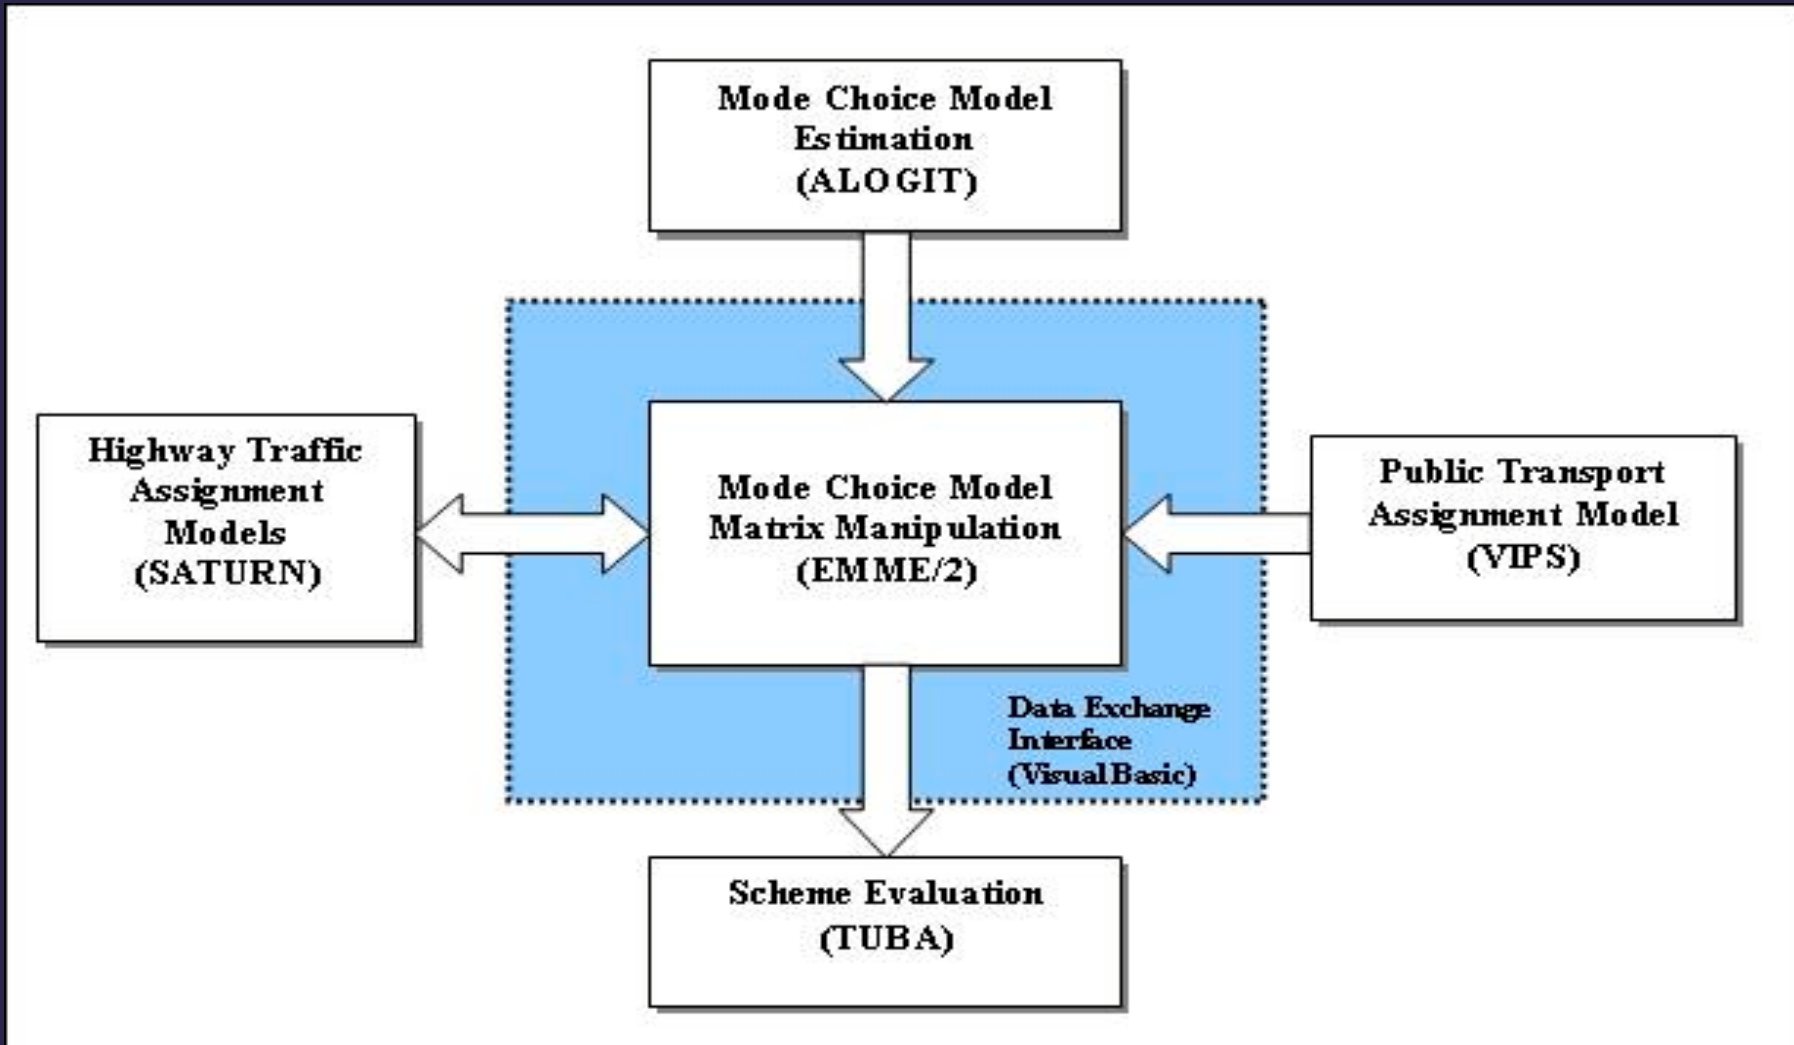 Mode Choice Model
Estimation
(ALOGIT)
Highway Traffic
Assignment
Models
(SATURN)
Mode Choice Model
Matrix Manipulation
(EMME/2)
Public Transport
Assignment Model
(VIPS)
Data Exchange
Interface
(Visual Basic)
Scheme Evaluation
(TUBA)